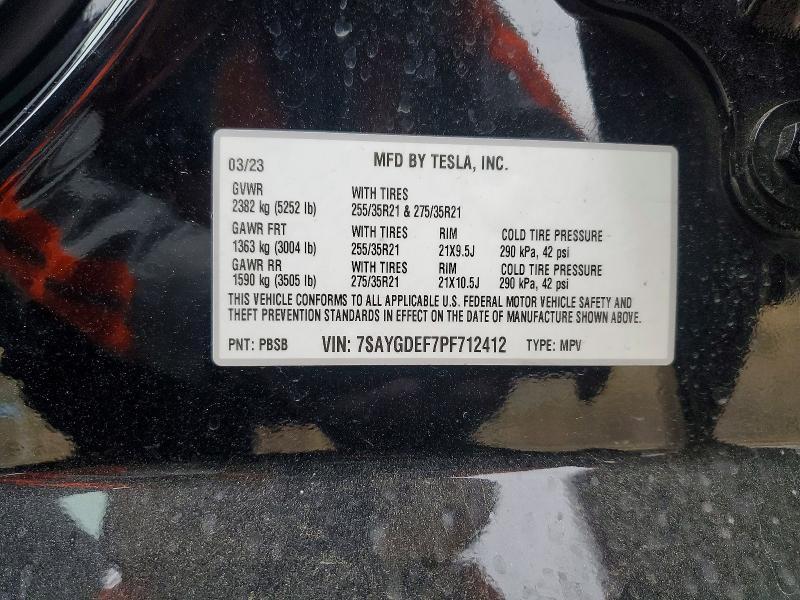 03/23 MFD BY TESLA, INC.
GVWR WITH TIRES
2382 kg (5252 lb) 255/35R21 & 275/35R21
GAWR FRT WITH TIRES RIM COLD TIRE PRESSURE
1363 kg (3004 lb) 255/35R21 21X9.5J 290 kPa, 42 psi
GAWR RR WITH TIRES RIM COLD TIRE PRESSURE
1590 kg (3505 lb) 275/35R21 21X10.5J 290 kPa, 42 psi
THIS VEHICLE CONFORMS TO ALL APPLICABLE U.S. FEDERAL MOTOR VEHICLE SAFETY AND
THEFT PREVENTION STANDARDS IN EFFECT ON THE DATE OF MANUFACTURE SHOWN ABOVE.
PNT: PBSB VIN: 7SAYGDEF7PF712412 TYPE: MPV